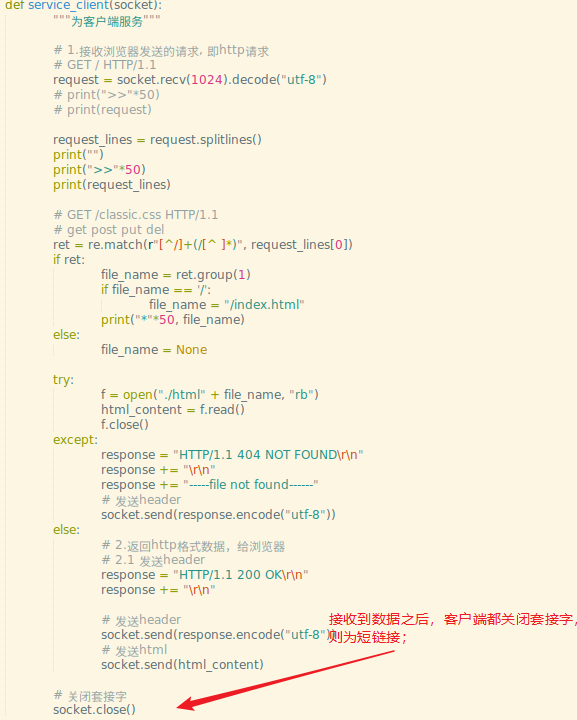 def service_client(socket):
"""为客户端服务"""
# 1.接收浏览器发送的请求, 即http请求
# GET / HTTP/1.1
request = socket.recv(1024).decode("utf-8")
# print(">>"*50)
# print(request)
request_lines = request.splitlines()
print("")
print(">>"*50)
print(request_lines)
# GET /classic.css HTTP/1.1
# get post put del
ret = re.match(r"[^/]+(/[^ ]*)", request_lines[0])
if ret:
file_name = ret.group(1)
if file_name == '/':
file_name = "/index.html"
print("*"*50, file_name)
else:
file_name = None
try:
f = open("./html" + file_name, "rb")
html_content = f.read()
f.close()
except:
response = "HTTP/1.1 404 NOT FOUND\r\n"
response += "\r\n"
response += "-----file not found------"
# 发送header
socket.send(response.encode("utf-8"))
else:
# 2.返回http格式数据，给浏览器
# 2.1 发送header
response = "HTTP/1.1 200 OK\r\n"
response += "\r\n"
# 发送header
socket.send(response.encode("utf-8"))
# 发送html
socket.send(html_content)
接收到数据之后，客户端都关闭套接字，
则为短链接；
# 关闭套接字
socket.close()